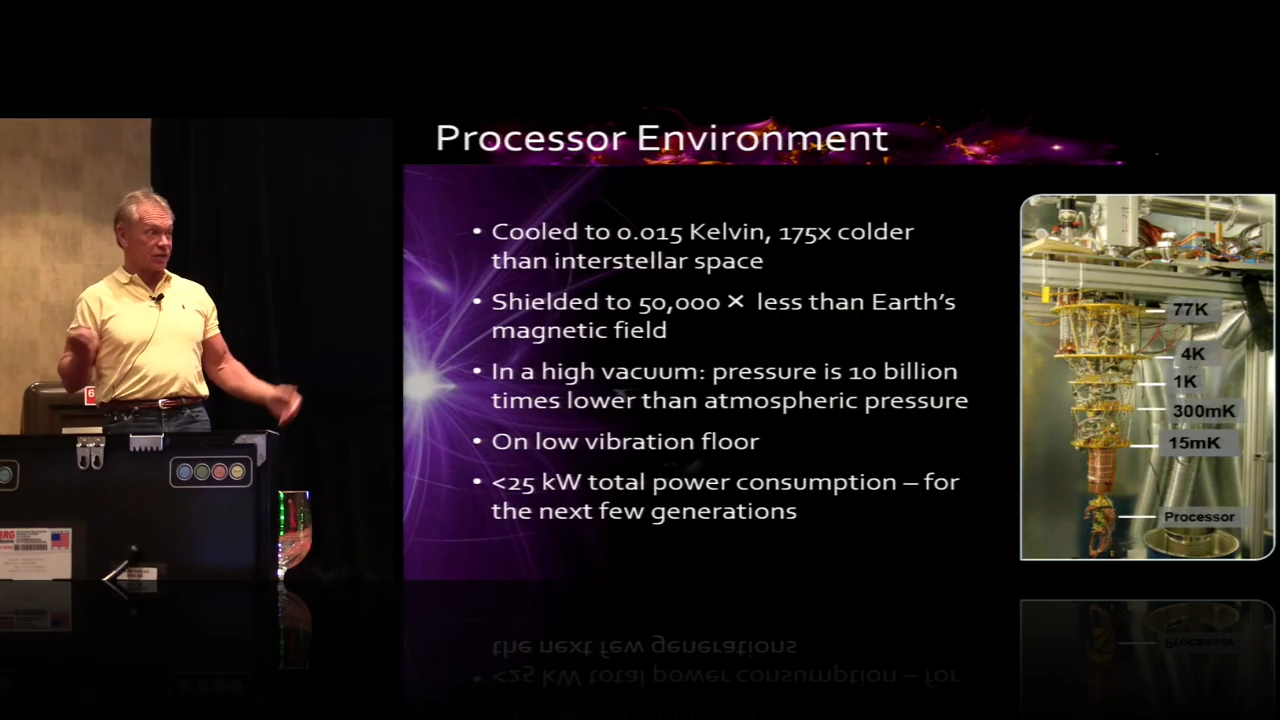 Processor Environment
• Cooled to 0.015 Kelvin, 175x colder
than interstellar space
• Shielded to 50,000 × less than Earth's
magnetic field
• In a high vacuum: pressure is 10 billion
times lower than atmospheric pressure
• On low vibration floor
• <25 kW total power consumption – for
the next few generations
77K
4K
1K
300mK
15mK
Processor
6
BRG